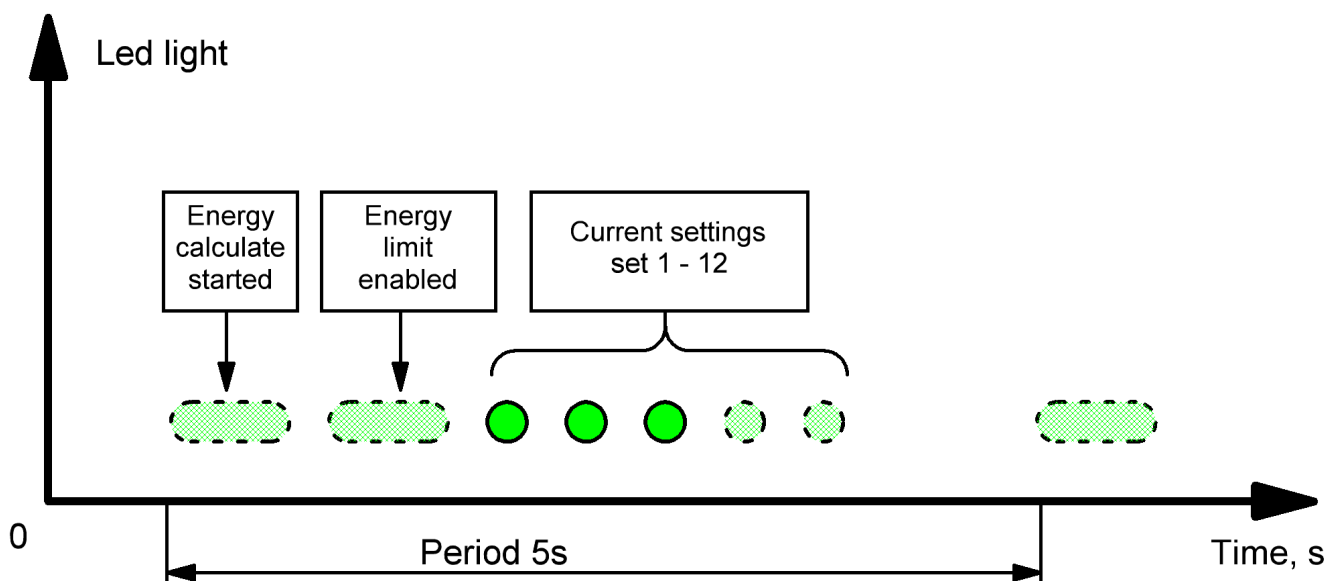 Led light
Energy
calculate
started
Energy
limit
enabled
Current settings
set 1 - 12
0
Period 5s
Time, s